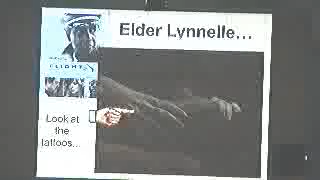 Elder Lynnelle...
FLIGHT
Look at
the
tattoos...